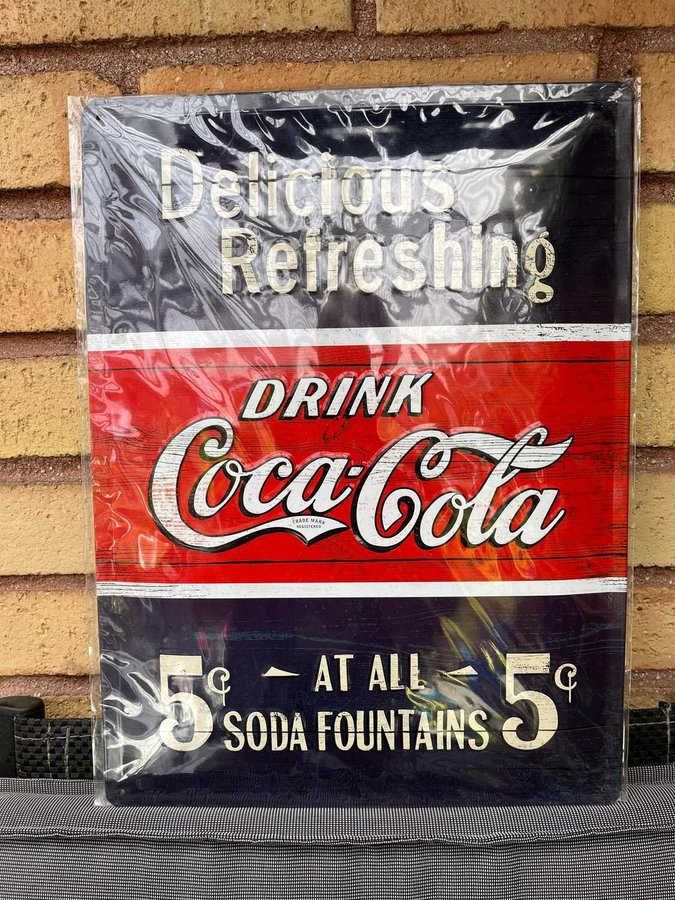 Delicious
Refreshing
DRINK
Coca-Cola
TRADE MARK
REGISTERED
5¢ AT ALL 5¢
SODA FOUNTAINS